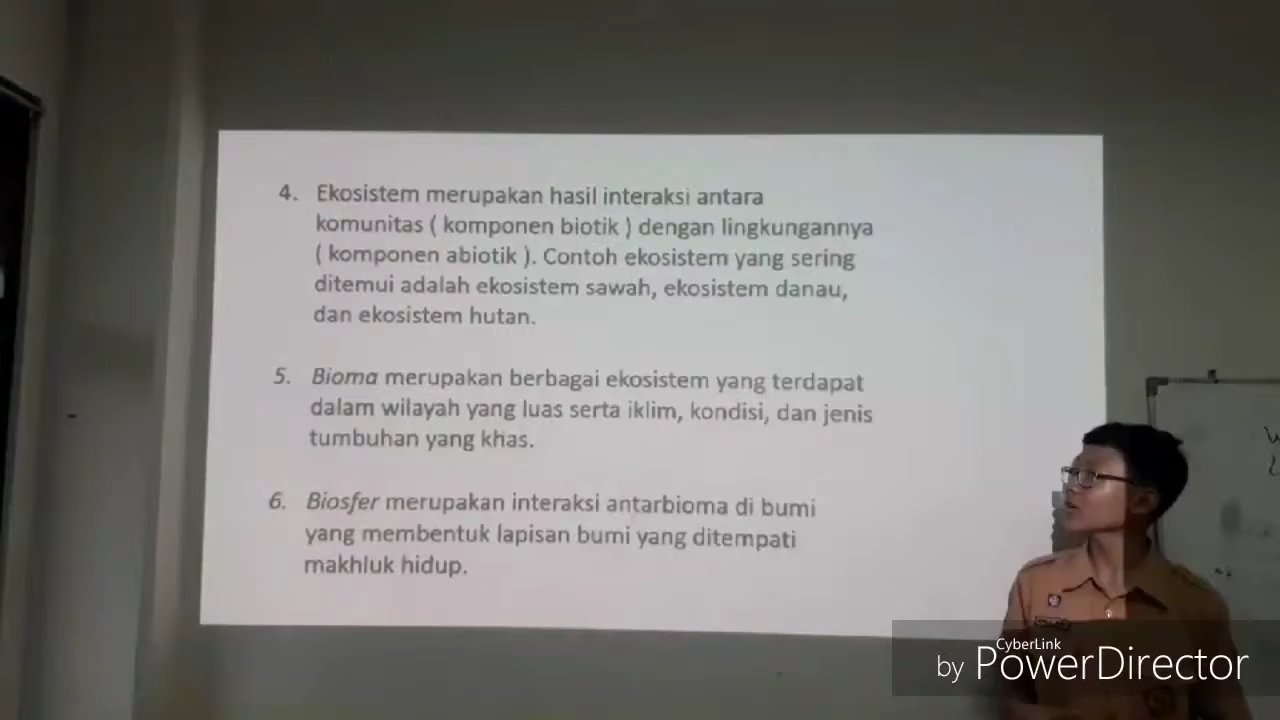 4. Ekosistem merupakan hasil interaksi antara
komunitas ( komponen biotik ) dengan lingkungannya
( komponen abiotik ). Contoh ekosistem yang sering
ditemui adalah ekosistem sawah, ekosistem danau,
dan ekosistem hutan.
5. Bioma merupakan berbagai ekosistem yang terdapat
dalam wilayah yang luas serta iklim, kondisi, dan jenis
tumbuhan yang khas.
6. Biosfer merupakan interaksi antarbioma di bumi
yang membentuk lapisan bumi yang ditempati
makhluk hidup.
CyberLink
by PowerDirector